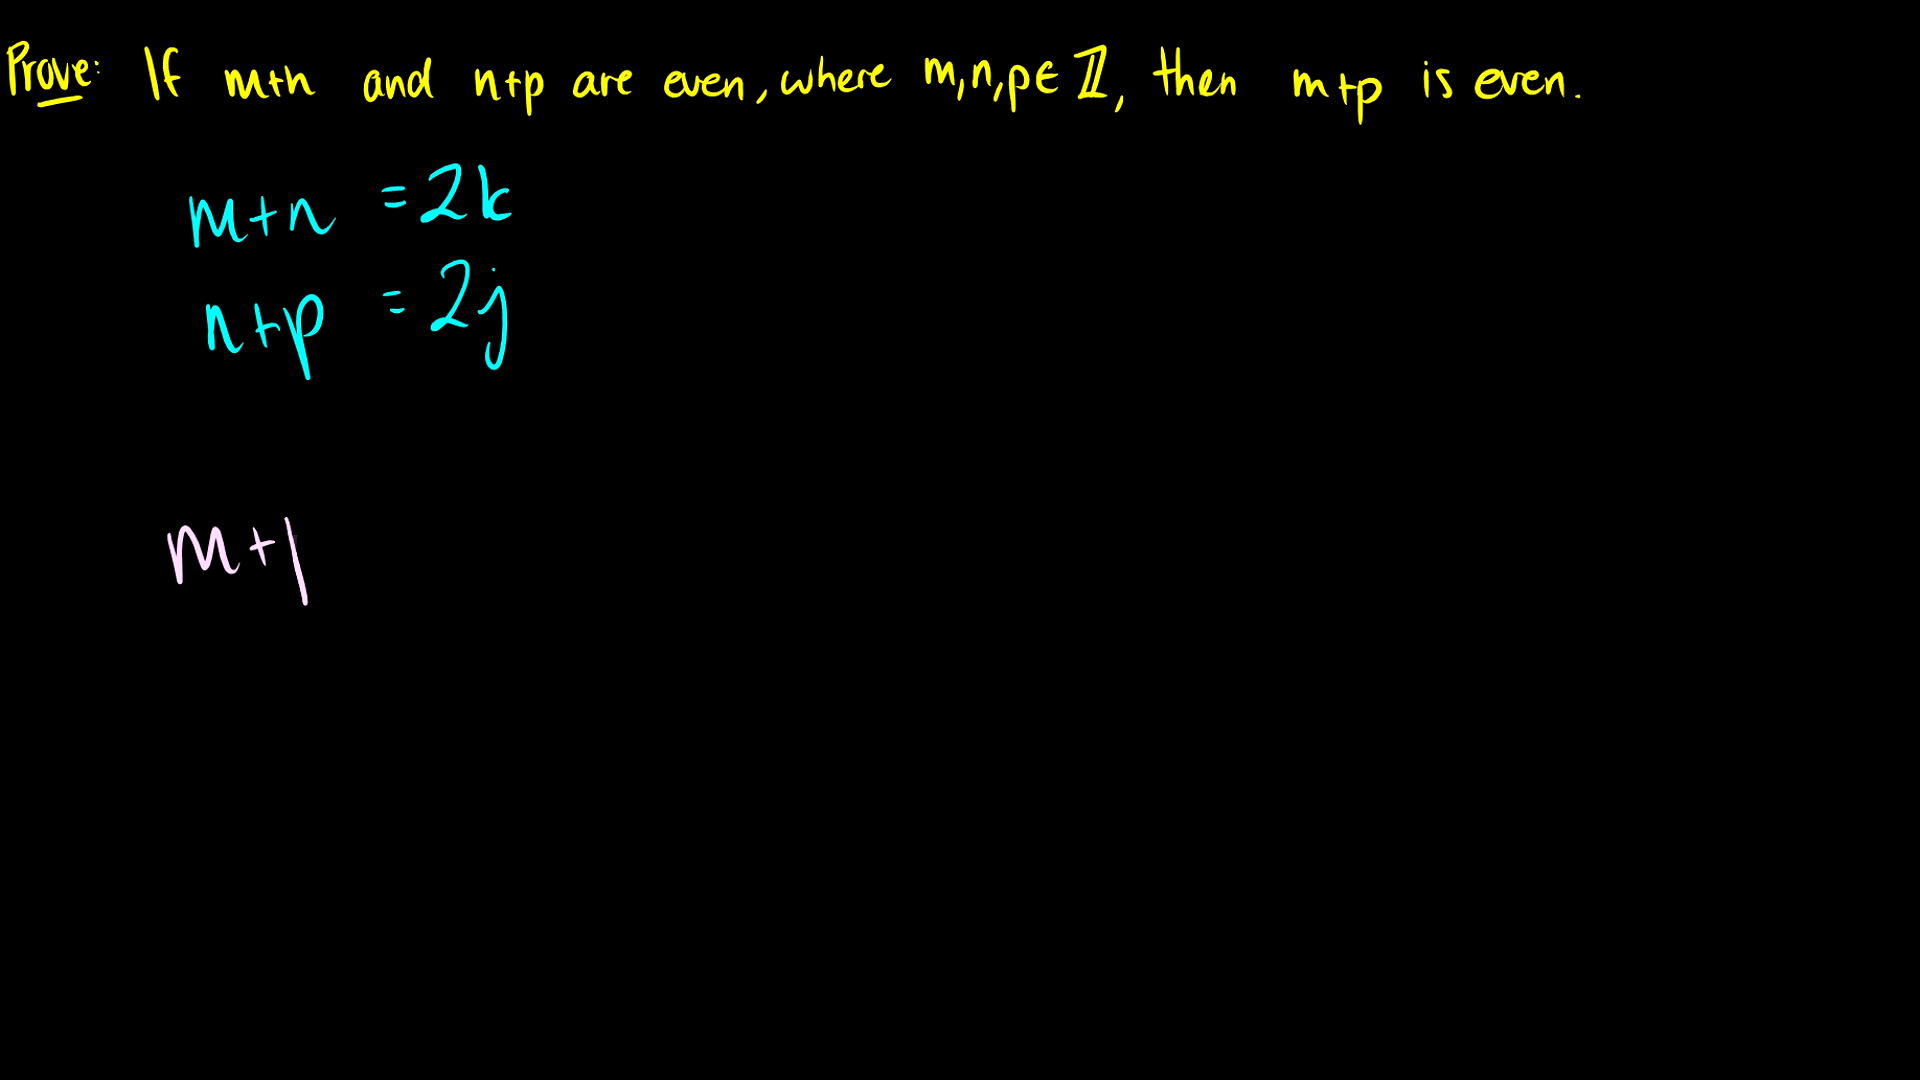 Prove: If m+n and n+p are even, where m,n,p∈ℤ, then m+p is even.
m+n = 2k
n+p = 2j
m+